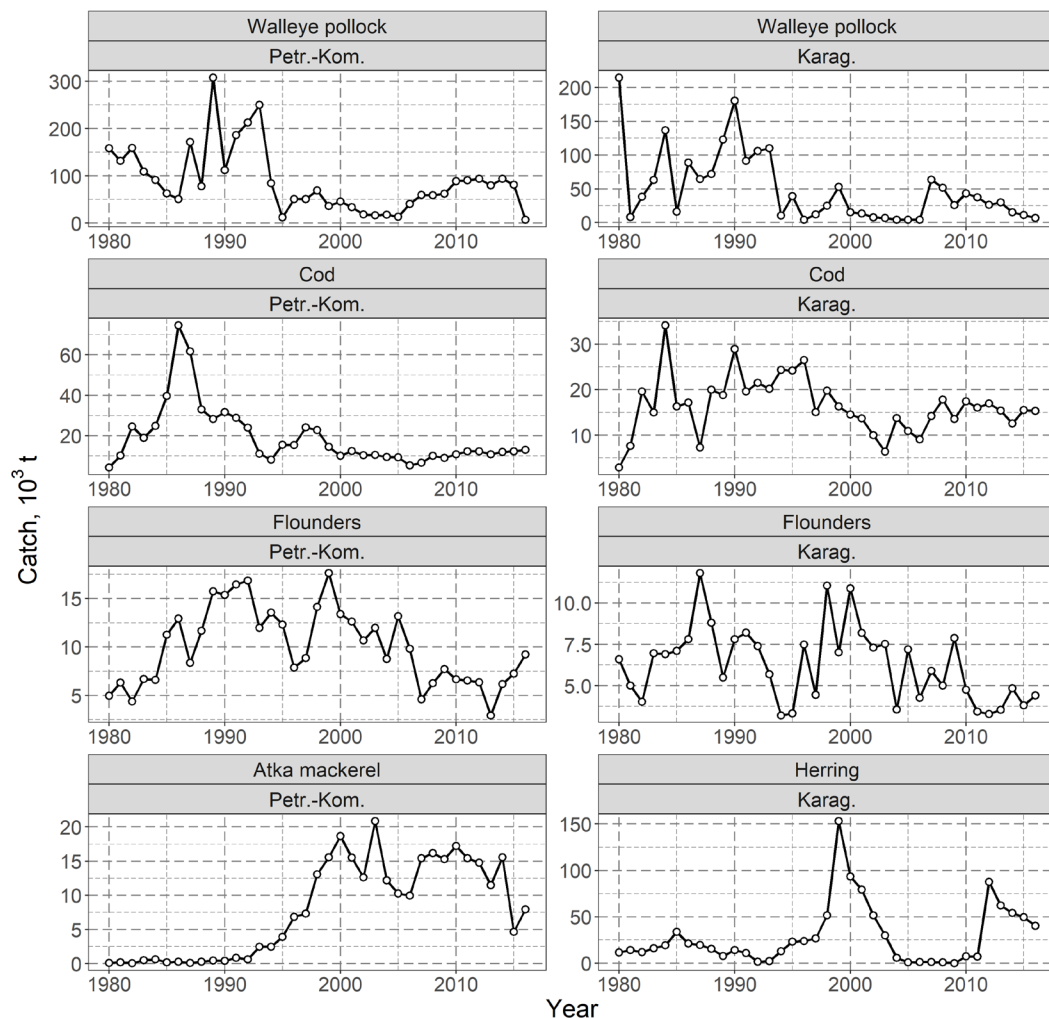 Walleye pollock
Petr.-Kom.
300
200
100
0
1980 1990 2000 2010
Walleye pollock
Karag.
200
150
100
50
0
1980 1990 2000 2010
Cod
Petr.-Kom.
60
40
20
1980 1990 2000 2010
Cod
Karag.
30
20
10
1980 1990 2000 2010
Flounders
Petr.-Kom.
15
10
5
1980 1990 2000 2010
Flounders
Karag.
10.0
7.5
5.0
1980 1990 2000 2010
Atka mackerel
Petr.-Kom.
20
15
10
5
0
1980 1990 2000 2010
Herring
Karag.
150
100
50
0
1980 1990 2000 2010
Catch, 10³ t
Year